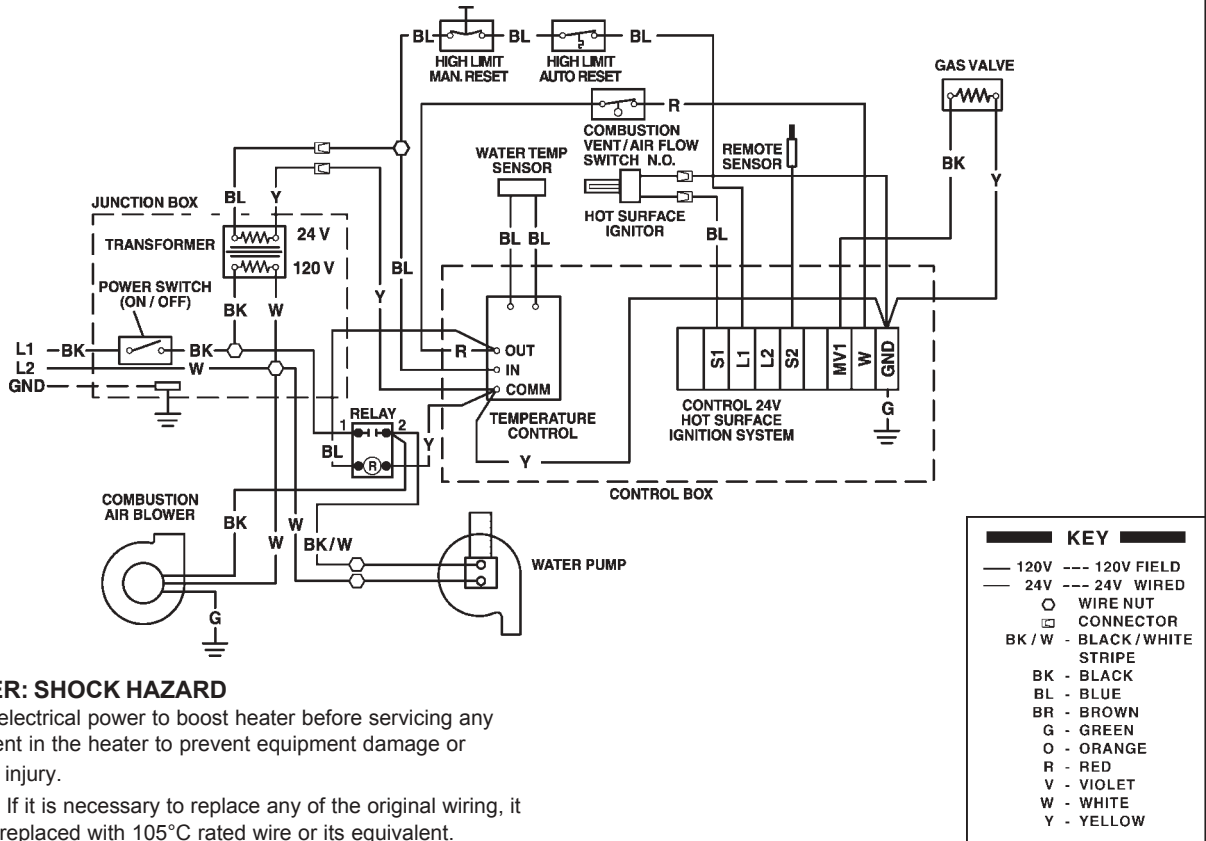 BL
BL
BL
HIGH LIMIT
MAN. RESET
HIGH LIMIT
AUTO RESET
GAS VALVE
R
COMBUSTION
VENT / AIR FLOW
SWITCH N.O.
WATER TEMP
SENSOR
REMOTE
SENSOR
BK
Y
HOT SURFACE
IGNITOR
BL
Y
JUNCTION BOX
TRANSFORMER
24 V
120 V
BL BL
BL
BL
Y
POWER SWITCH
(ON / OFF)
BK
W
L1
BK
BK
L2
W
GND
R
OUT
IN
COMM
TEMPERATURE
CONTROL
S1
L1
L2
S2
MV1
W
GND
CONTROL 24V
HOT SURFACE
IGNITION SYSTEM
G
RELAY
1
2
BL
R
Y
Y
CONTROL BOX
COMBUSTION
AIR BLOWER
BK
W
W
BK/W
WATER PUMP
G
KEY
120V --- 120V FIELD
24V --- 24V WIRED
WIRE NUT
CONNECTOR
BK / W - BLACK / WHITE
STRIPE
BK - BLACK
BL - BLUE
BR - BROWN
G - GREEN
O - ORANGE
R - RED
V - VIOLET
W - WHITE
Y - YELLOW
ER: SHOCK HAZARD
electrical power to boost heater before servicing any
ent in the heater to prevent equipment damage or
injury.
If it is necessary to replace any of the original wiring, it
replaced with 105°C rated wire or its equivalent.